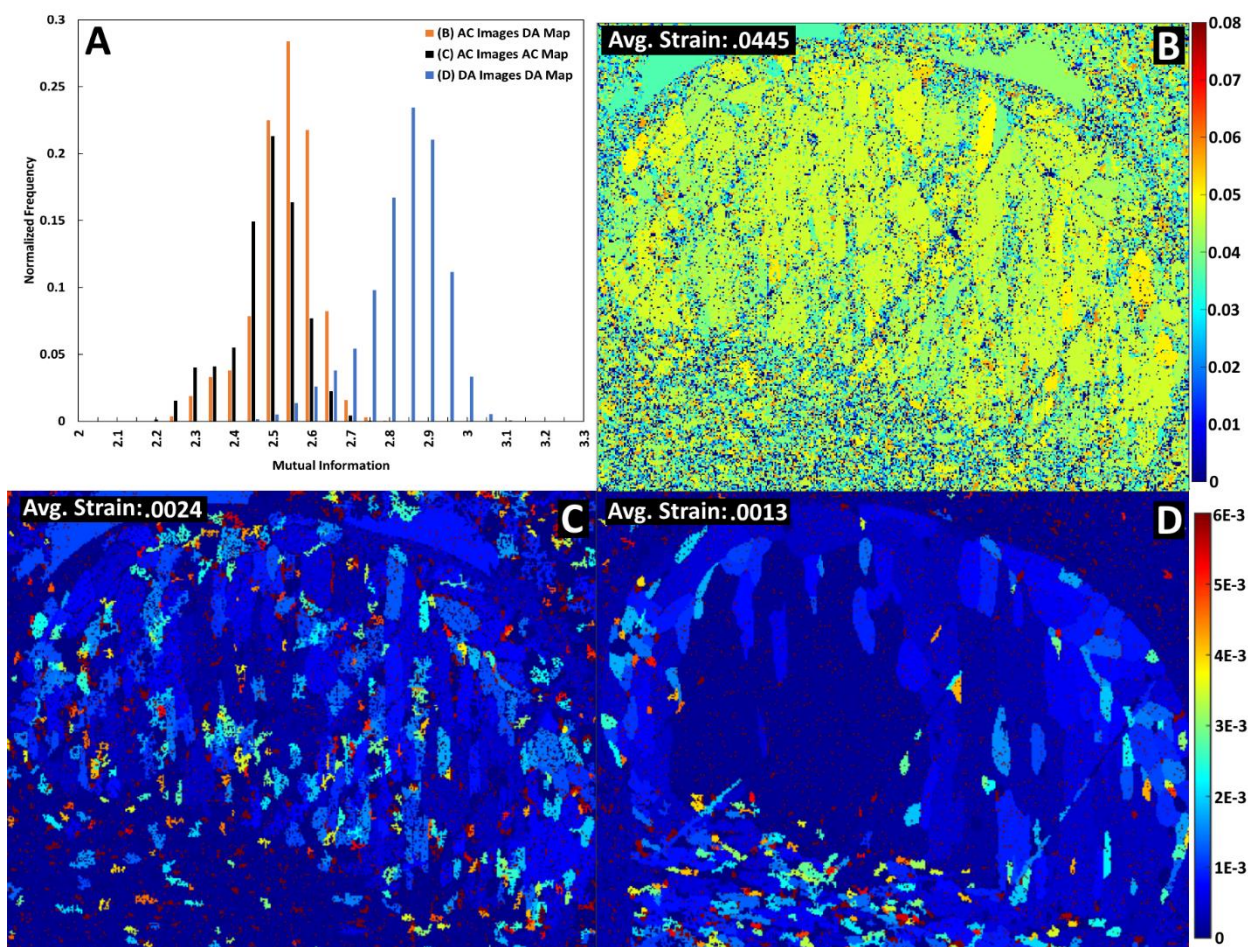 A
(B) AC Images DA Map
(C) AC Images AC Map
(D) DA Images DA Map
Normalized Frequency
0.3
0.25
0.2
0.15
0.1
0.05
0
2
2.1
2.2
2.3
2.4
2.5
2.6
2.7
2.8
2.9
3
3.1
3.2
3.3
Mutual Information
Avg. Strain:.0445
B
0.08
0.07
0.06
0.05
0.04
0.03
0.02
0.01
0
Avg. Strain:.0024
C
Avg. Strain:.0013
D
6E-3
5E-3
4E-3
3E-3
2E-3
1E-3
0